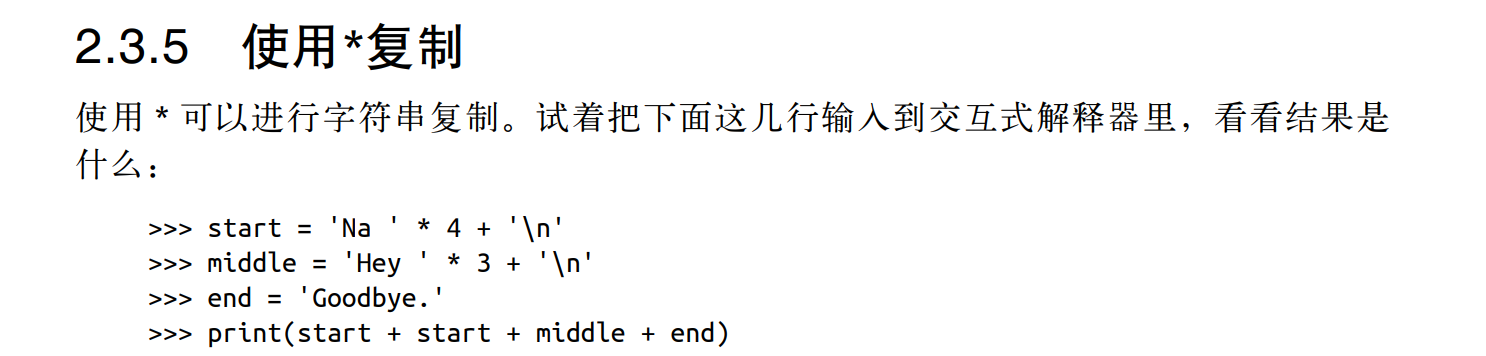 2.3.5 使用*复制
使用 * 可以进行字符串复制。试着把下面这几行输入到交互式解释器里，看看结果是
什么：
>>> start = 'Na ' * 4 + '\n'
>>> middle = 'Hey ' * 3 + '\n'
>>> end = 'Goodbye.'
>>> print(start + start + middle + end)